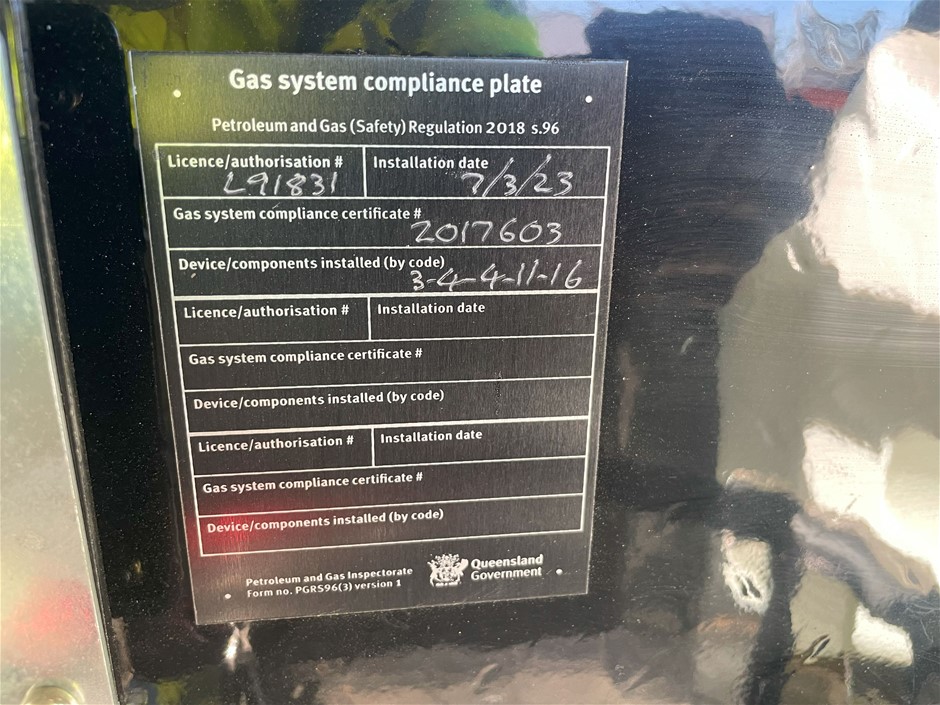 Gas system compliance plate
Petroleum and Gas (Safety) Regulation 2018 s.96
Licence/authorisation # Installation date
L91831 7/3/23
Gas system compliance certificate #
2017603
Device/components installed (by code)
3-4-4-11-16
Licence/authorisation # Installation date
Gas system compliance certificate #
Device/components installed (by code)
Licence/authorisation # Installation date
Gas system compliance certificate #
Device/components installed (by code)
Petroleum and Gas Inspectorate
Form no. PGRS96(3) version 1
Queensland
Government